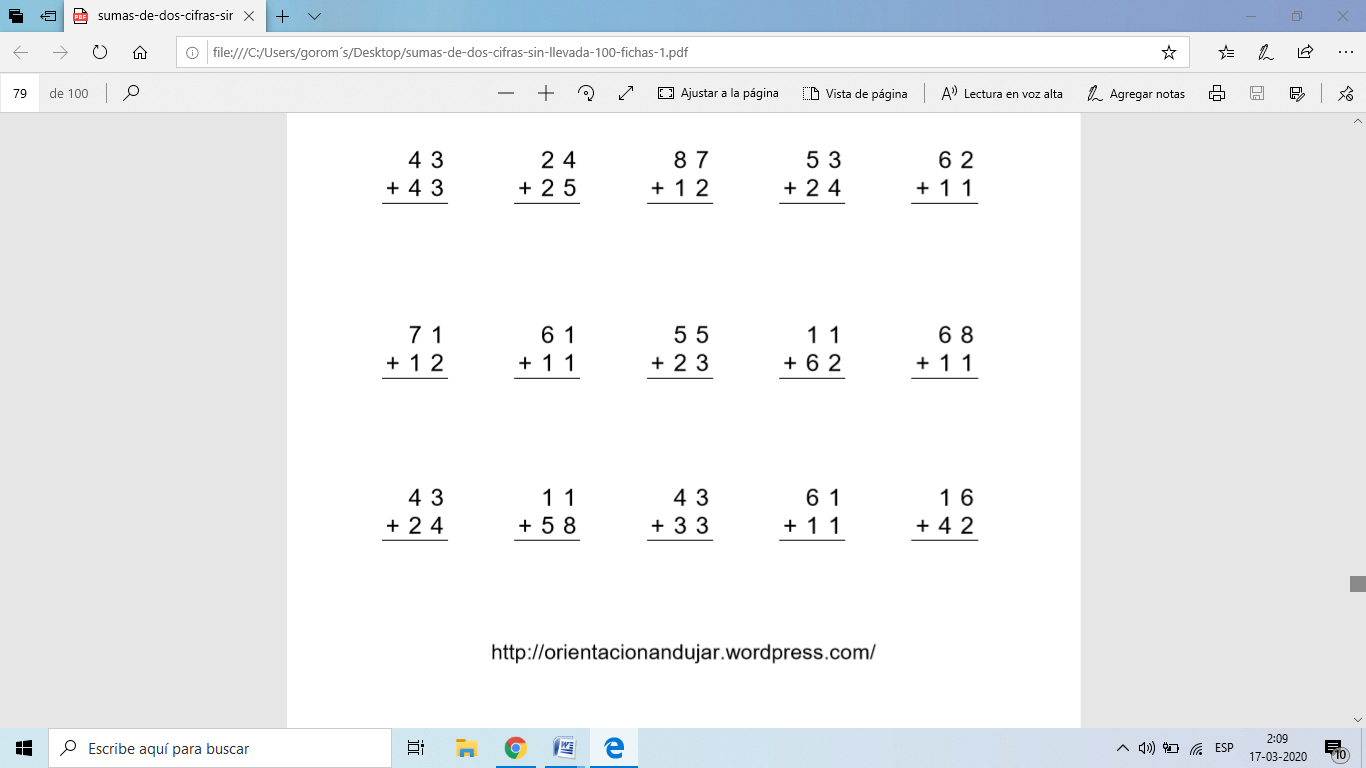 sumas-de-dos-cifras-sir
file:///C:/Users/gorom´s/Desktop/sumas-de-dos-cifras-sin-llevada-100-fichas-1.pdf
79 de 100 Ajustar a la página Vista de página Lectura en voz alta Agregar notas
4 3 2 4 8 7 5 3 6 2
+ 4 3 + 2 5 + 1 2 + 2 4 + 1 1
7 1 6 1 5 5 1 1 6 8
+ 1 2 + 1 1 + 2 3 + 6 2 + 1 1
4 3 1 1 4 3 6 1 1 6
+ 2 4 + 5 8 + 3 3 + 1 1 + 4 2
http://orientacionandujar.wordpress.com/
Escribe aquí para buscar ESP 2:09
17-03-2020 10